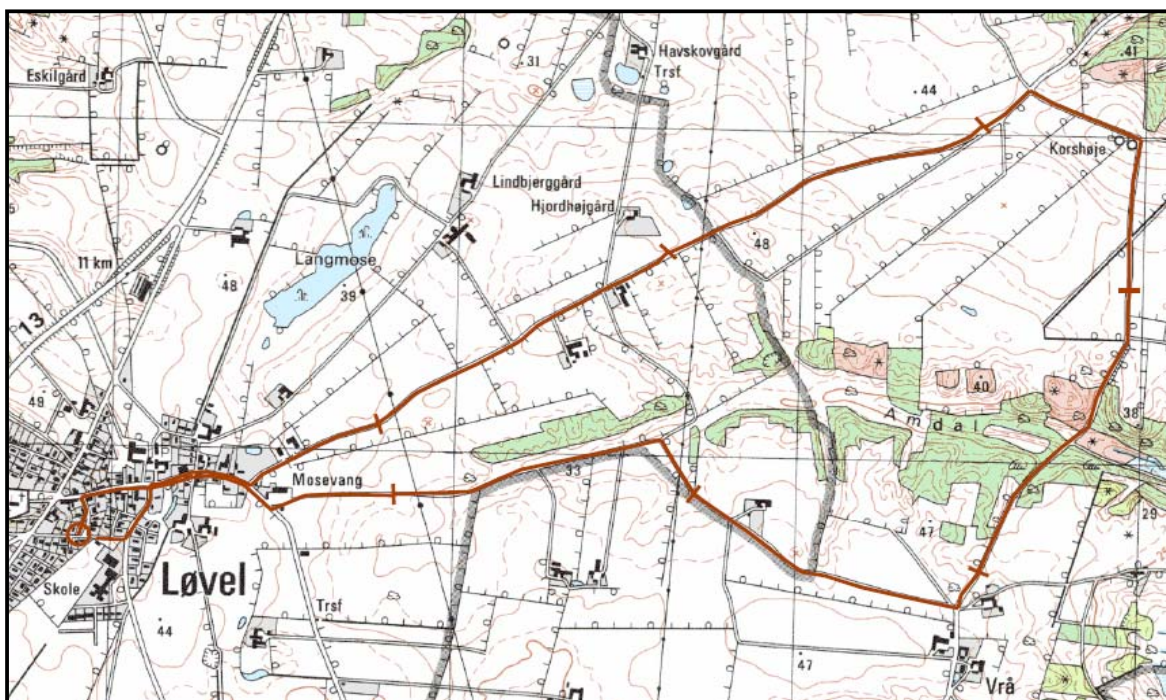 Eskilgård
Havskovgård
Trsf
31
41
44
Korshøje
Lindbjerggård
Hjordhøjgård
Langmose
11 km
48
39
48
13
40
Amdal
49
38
Mosevang
33
29
47
Løvel
Skole
Trsf
44
47
Vrå